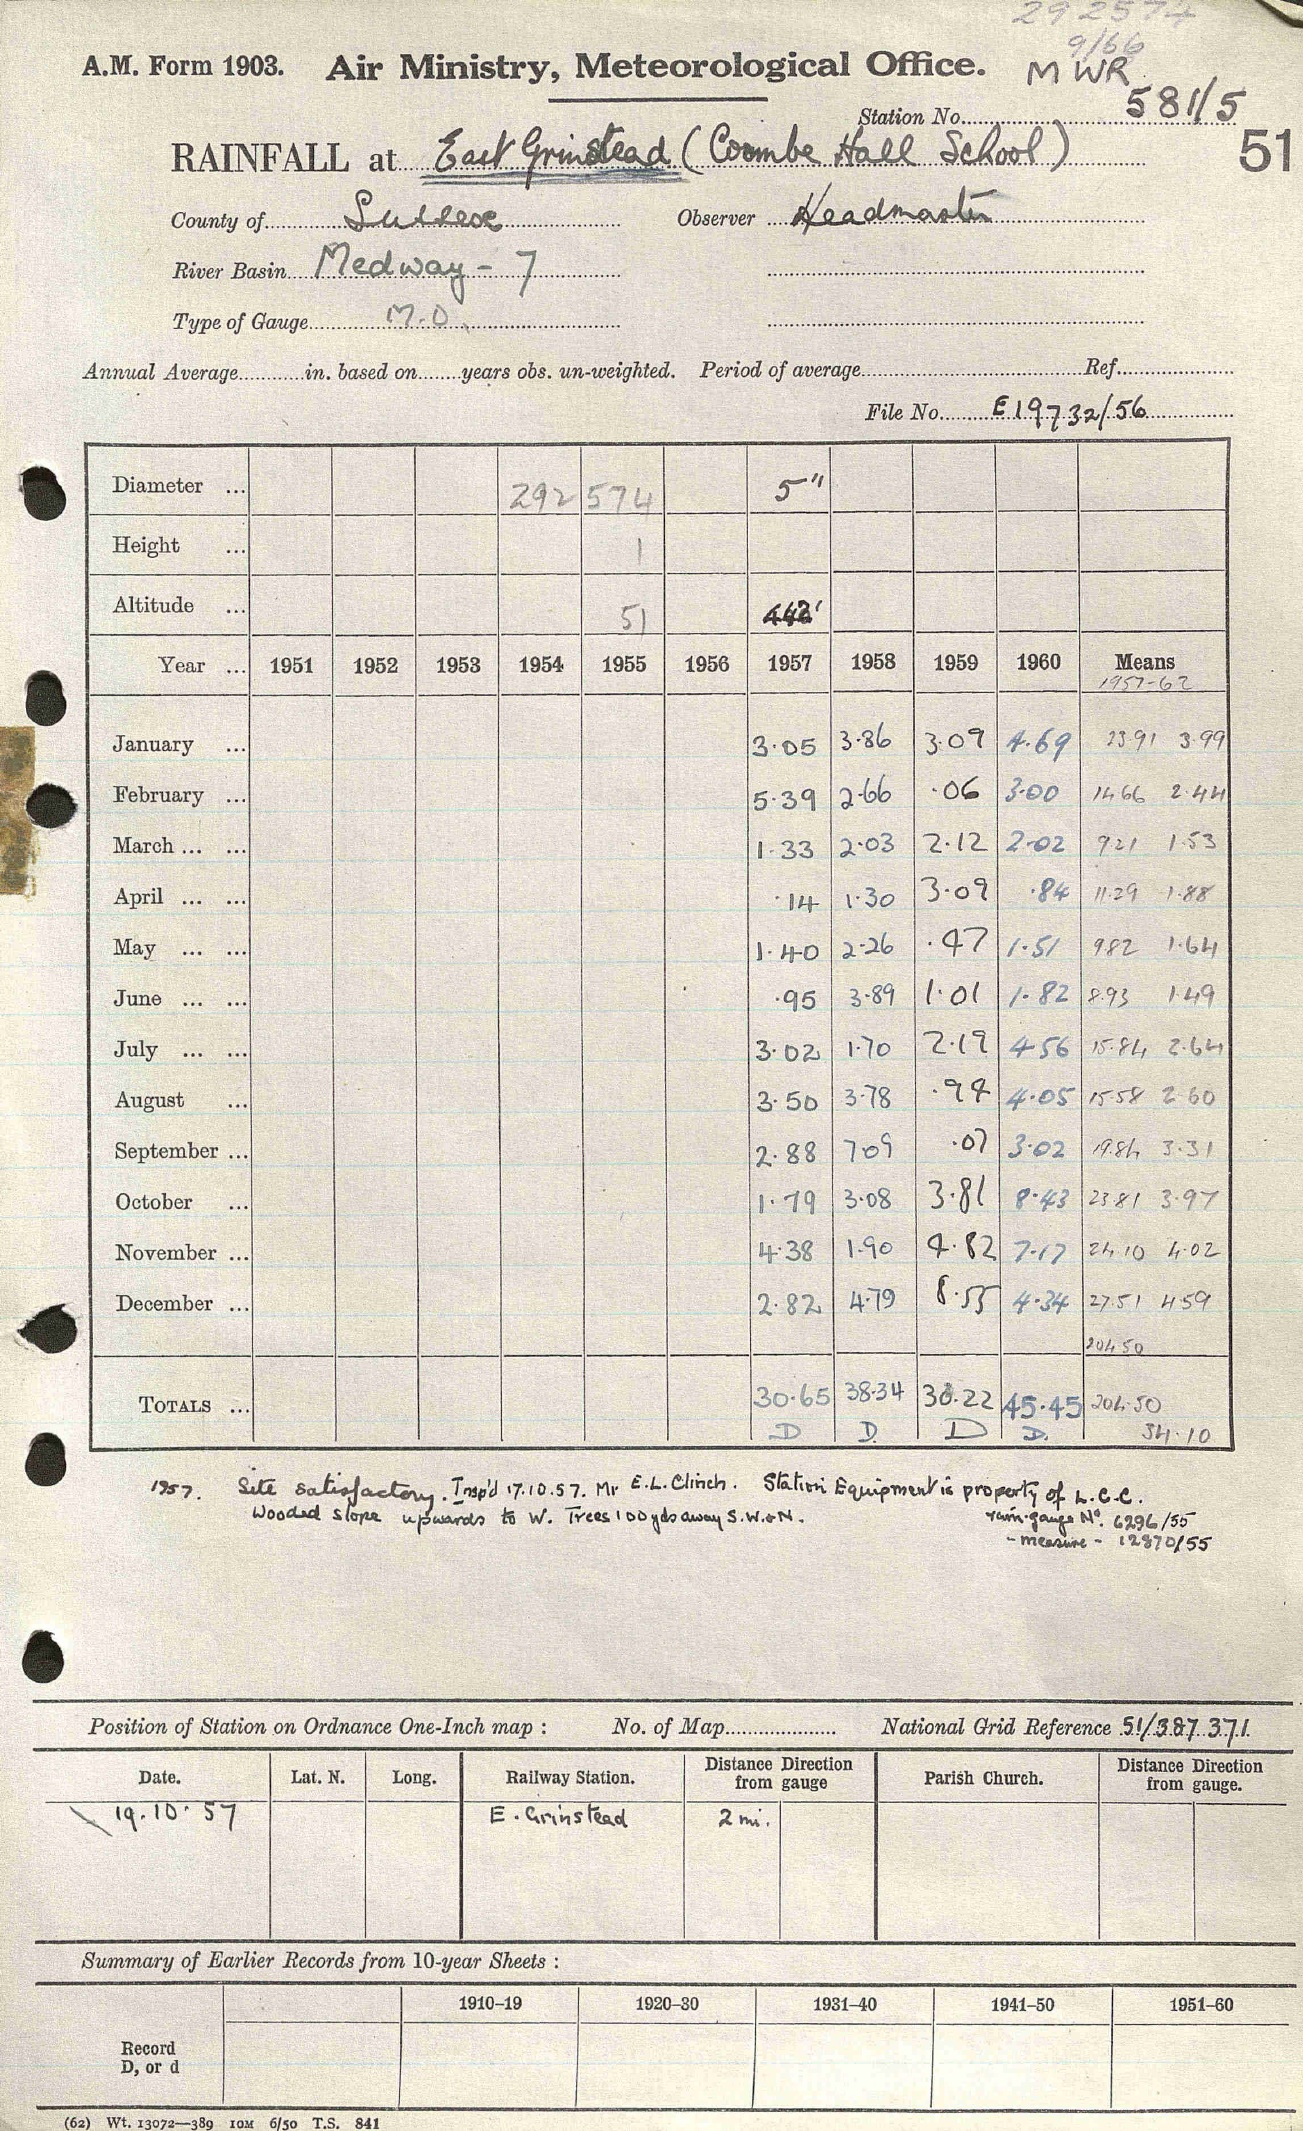 292574
9/66
A.M. Form 1903. Air Ministry, Meteorological Office. MWR
Station No. 581/5
RAINFALL at East Grinstead (Coombe Hall School) 51
County of Sussex Observer Headmaster
River Basin Medway - 7
Type of Gauge M.O.
Annual Average............in. based on........years obs. un-weighted. Period of average........ Ref........
File No. E19732/56
Diameter ... 292 574 5"
Height ... 1
Altitude ... 51
Year ... 1951 1952 1953 1954 1955 1956 1957 1958 1959 1960 Means
1957-62
January ... 3.05 3.86 3.09 4.69 23.91 3.99
February ... 5.39 2.66 .06 3.00 14.66 2.44
March ... ... 1.33 2.03 2.12 2.02 9.21 1.53
April ... ... .14 1.30 3.09 .84 11.29 1.88
May ... ... 1.40 2.26 .47 1.51 9.82 1.64
June ... ... .95 3.89 1.01 1.82 8.93 1.49
July ... ... 3.02 1.70 2.19 4.56 15.84 2.64
August ... 3.50 3.78 .94 4.05 15.58 2.60
September ... 2.88 7.09 .07 3.02 19.84 3.31
October ... 1.79 3.08 3.81 8.43 23.81 3.97
November ... 4.38 1.90 4.82 7.17 24.10 4.02
December ... 2.82 4.79 8.55 4.34 27.51 4.59
204.50
TOTALS ... 30.65 38.34 30.22 45.45 204.50
D D. D D. 34.10
1957. Site satisfactory. Insp'd 17.10.57. Mr E.L. Clinch. Station Equipment is property of L.C.C.
Wooded slope upwards to W. Trees 100 yds away S.W. & N. rain-gauge No. 6296/55
- measure - 12870/55
Position of Station on Ordnance One-Inch map : No. of Map........ National Grid Reference 51/387 371
Date. Lat. N. Long. Railway Station. Distance Direction from gauge Parish Church. Distance Direction from gauge.
19.10.57 E. Grinstead 2 mi.
Summary of Earlier Records from 10-year Sheets :
1910–19 1920–30 1931–40 1941–50 1951–60
Record
D, or d
(62) Wt. 13072—389 10M 6/50 T.S. 841